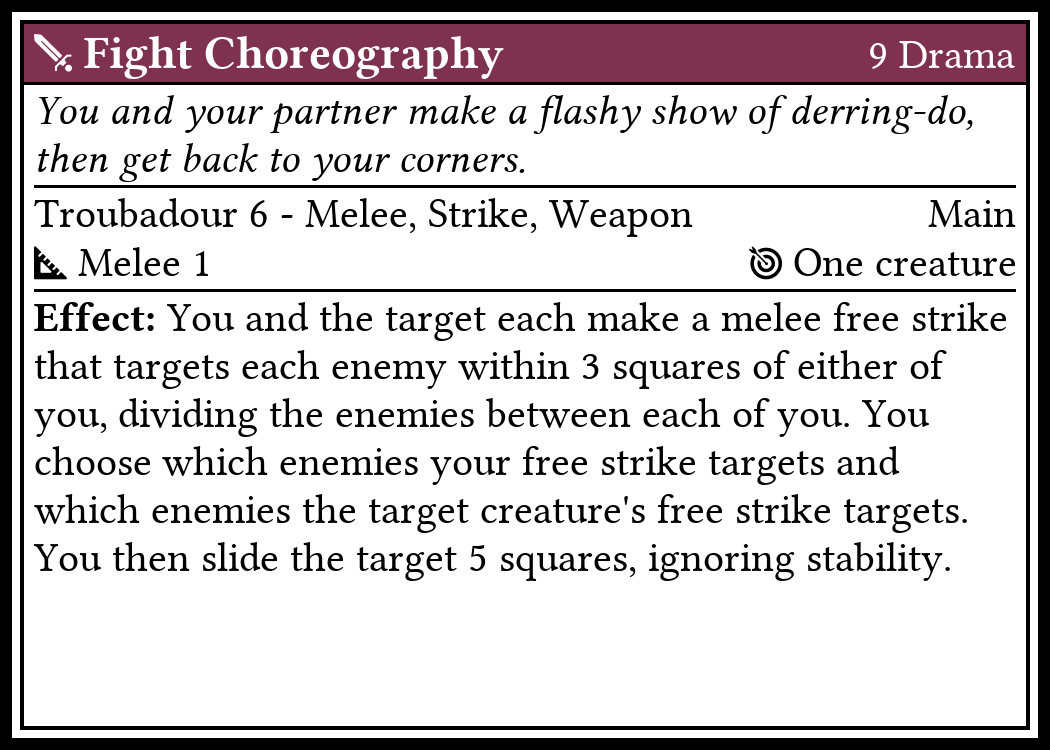 Fight Choreography 9 Drama
You and your partner make a flashy show of derring-do,
then get back to your corners.
Troubadour 6 - Melee, Strike, Weapon Main
Melee 1 One creature
Effect: You and the target each make a melee free strike
that targets each enemy within 3 squares of either of
you, dividing the enemies between each of you. You
choose which enemies your free strike targets and
which enemies the target creature's free strike targets.
You then slide the target 5 squares, ignoring stability.